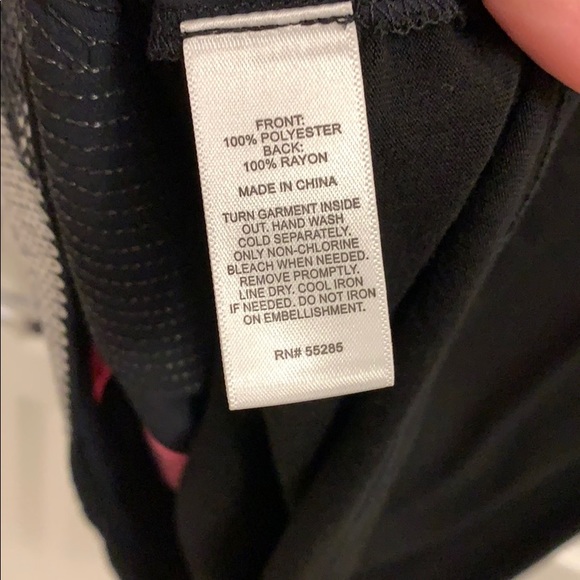 FRONT:
100% POLYESTER
BACK:
100% RAYON
MADE IN CHINA
TURN GARMENT INSIDE
OUT. HAND WASH
COLD SEPARATELY.
ONLY NON-CHLORINE
BLEACH WHEN NEEDED.
REMOVE PROMPTLY.
LINE DRY. COOL IRON
IF NEEDED. DO NOT IRON
ON EMBELLISHMENT.
RN# 55285